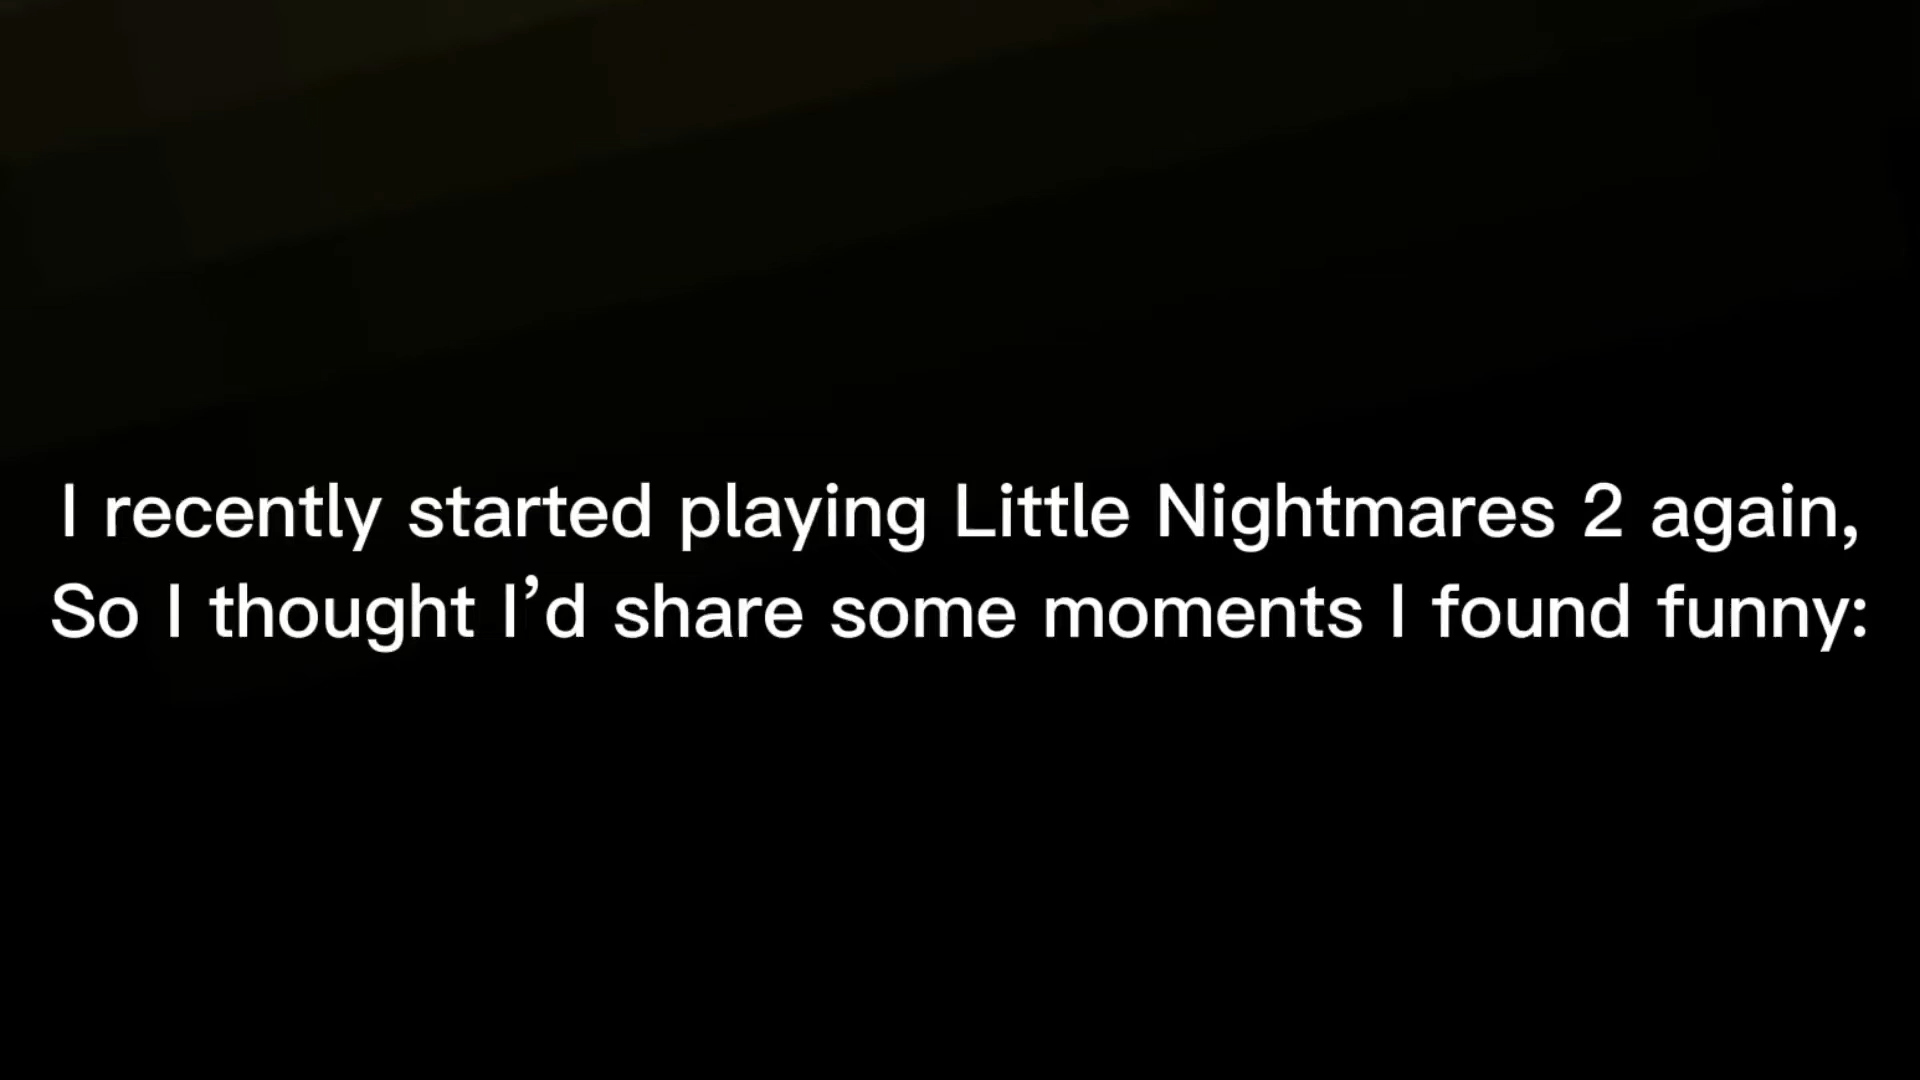 I recently started playing Little Nightmares 2 again,
So I thought I’d share some moments I found funny: